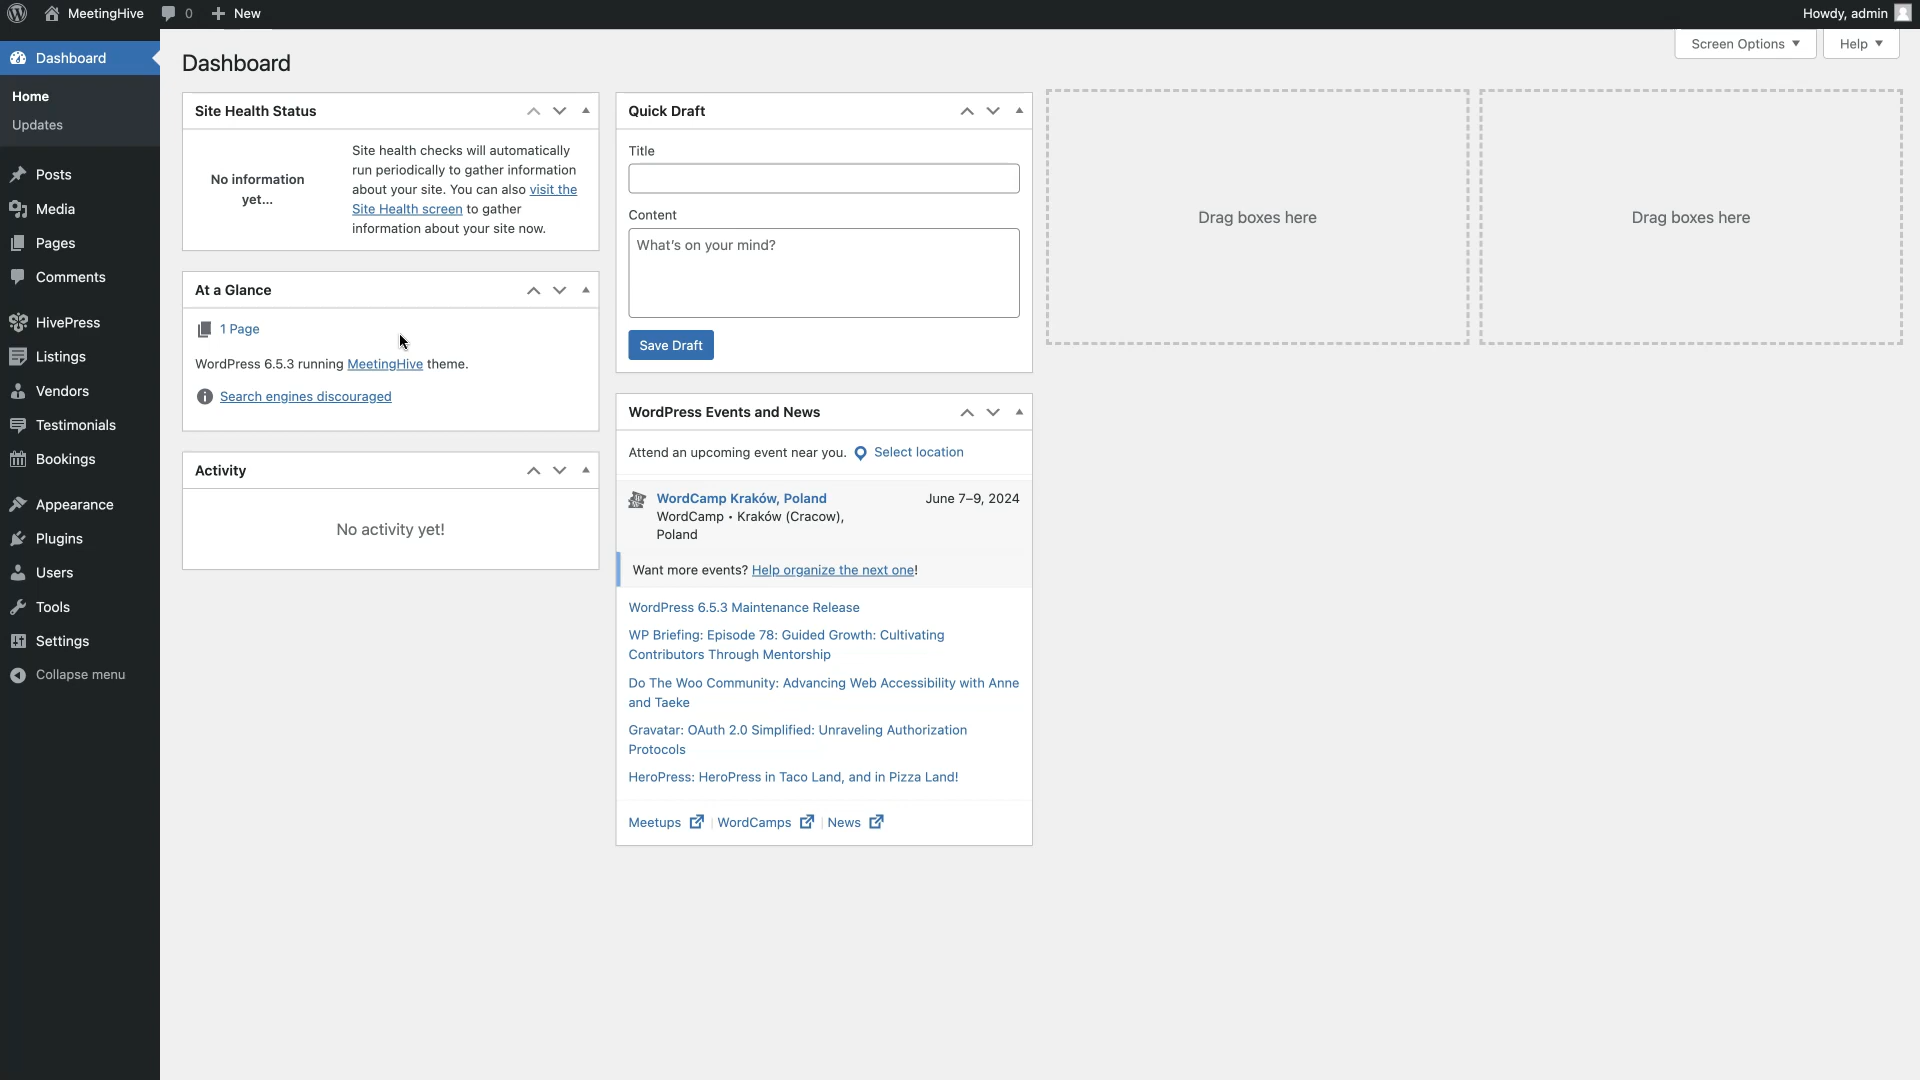 MeetingHive 0 New Howdy, admin
Screen Options Help
Dashboard
Home
Updates
Posts
Media
Pages
Comments
HivePress
Listings
Vendors
Testimonials
Bookings
Appearance
Plugins
Users
Tools
Settings
Collapse menu
Dashboard
Site Health Status
No information
yet...
Site health checks will automatically
run periodically to gather information
about your site. You can also visit the
Site Health screen to gather
information about your site now.
At a Glance
1 Page
WordPress 6.5.3 running MeetingHive theme.
Search engines discouraged
Activity
No activity yet!
Quick Draft
Title
Content
What's on your mind?
Save Draft
WordPress Events and News
Attend an upcoming event near you. Select location
WordCamp Kraków, Poland June 7–9, 2024
WordCamp • Kraków (Cracow),
Poland
Want more events? Help organize the next one!
WordPress 6.5.3 Maintenance Release
WP Briefing: Episode 78: Guided Growth: Cultivating
Contributors Through Mentorship
Do The Woo Community: Advancing Web Accessibility with Anne
and Taeke
Gravatar: OAuth 2.0 Simplified: Unraveling Authorization
Protocols
HeroPress: HeroPress in Taco Land, and in Pizza Land!
Meetups | WordCamps | News
Drag boxes here
Drag boxes here